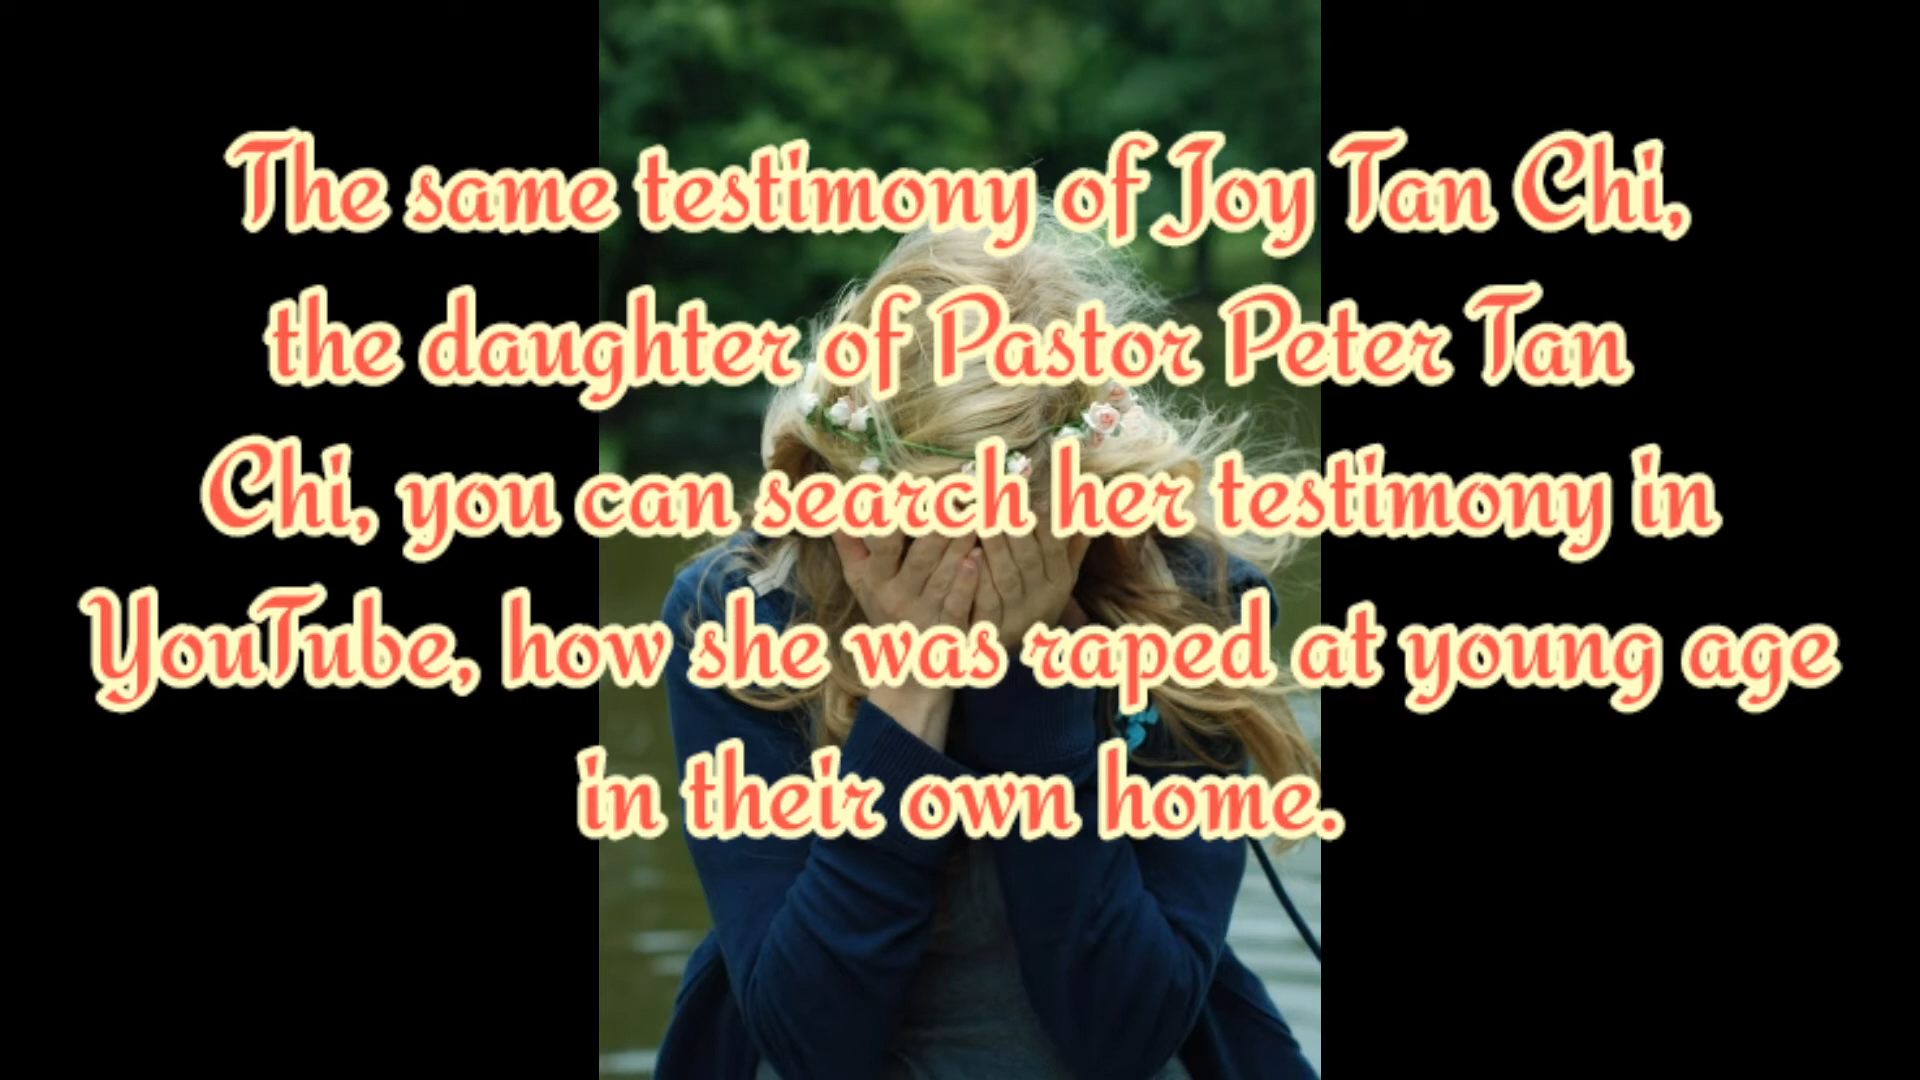 The same testimony of Joy Tan Chi,
the daughter of Pastor Peter Tan
Chi, you can search her testimony in
YouTube, how she was raped at young age
in their own home.